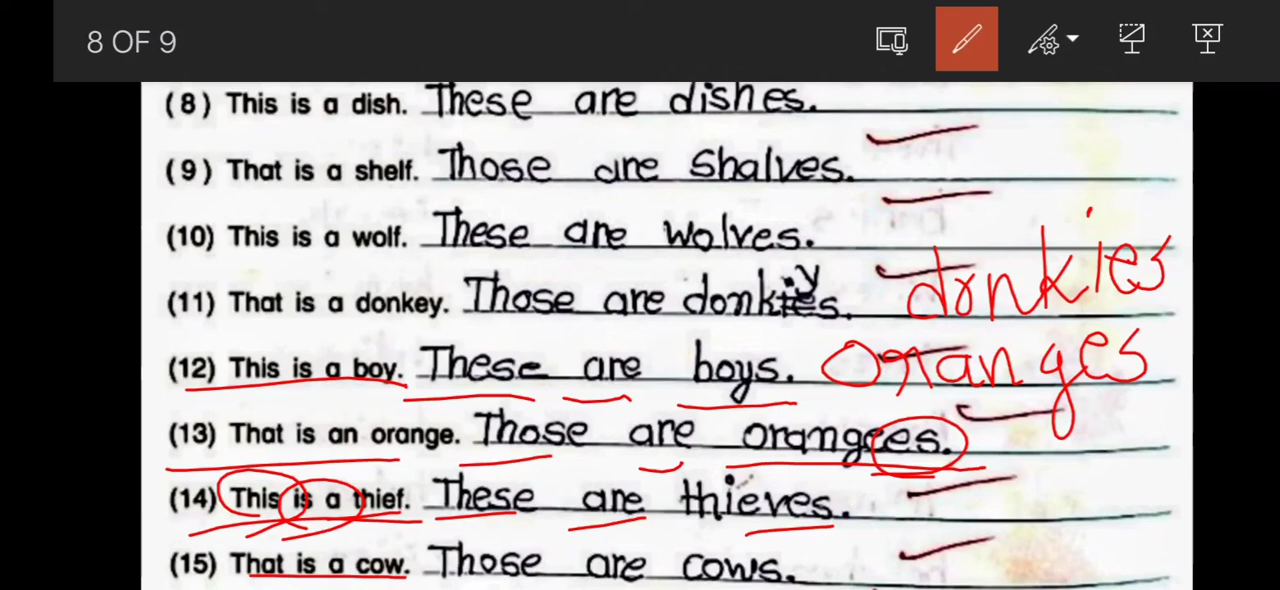 8 OF 9
(8) This is a dish. These are dishes.
(9) That is a shelf. Those are Shalves.
(10) This is a wolf. These are wolves.
donkies
(11) That is a donkey. Those are
(12) This is a boy. These are boys. Oranges
(13) That is an orange. Those are orangees.
(14) This is a thief. These are thieves.
(15) That is a cow. Those are cows.